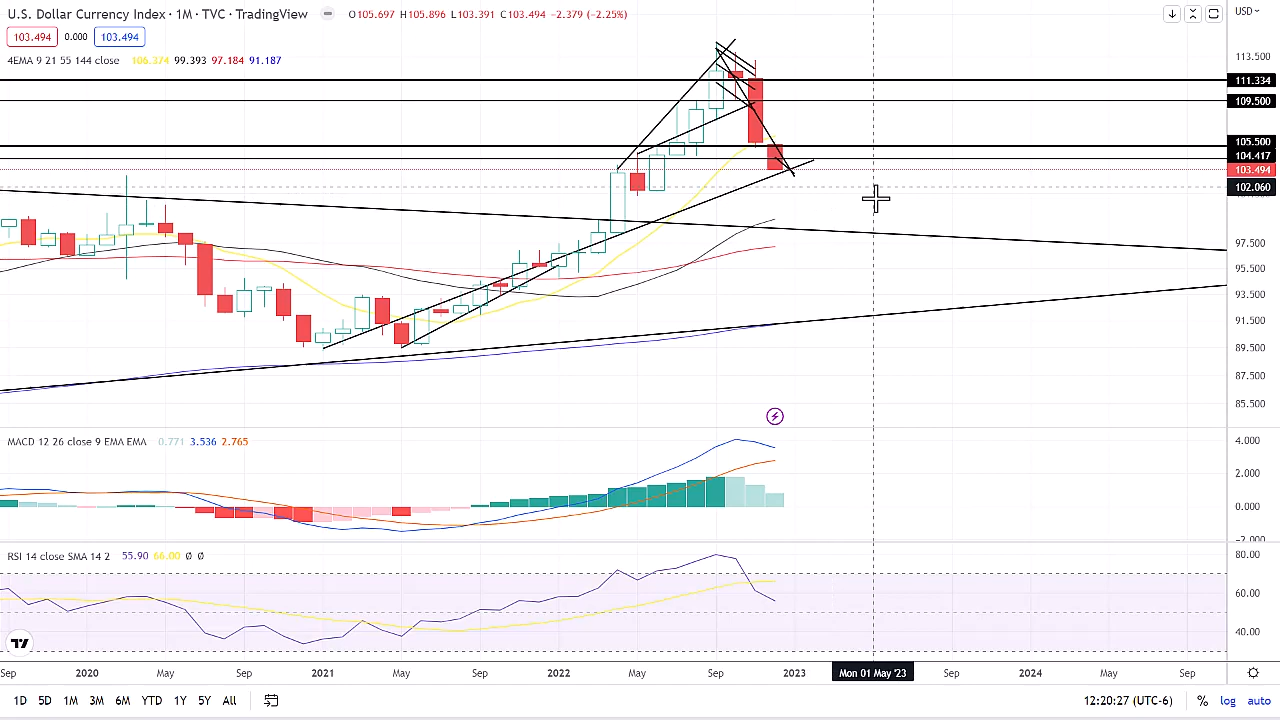 U.S. Dollar Currency Index · 1M · TVC · TradingView O105.697 H105.896 L103.391 C103.494 −2.379 (−2.25%)
USD
103.494 0.000 103.494
4EMA 9 21 55 144 close 106.374 99.393 97.184 91.187
113.500
111.334
109.500
105.500
104.417
103.494
102.060
97.500
95.500
93.500
91.500
89.500
87.500
85.500
MACD 12 26 close 9 EMA EMA 0.771 3.536 2.765
4.000
2.000
0.000
−2.000
RSI 14 close SMA 14 2 55.90 66.00 Ø Ø
80.00
60.00
40.00
Sep 2020 May Sep 2021 May Sep 2022 May Sep 2023 Mon 01 May '23 Sep 2024 May Sep
1D 5D 1M 3M 6M YTD 1Y 5Y All 12:20:27 (UTC-6) % log auto